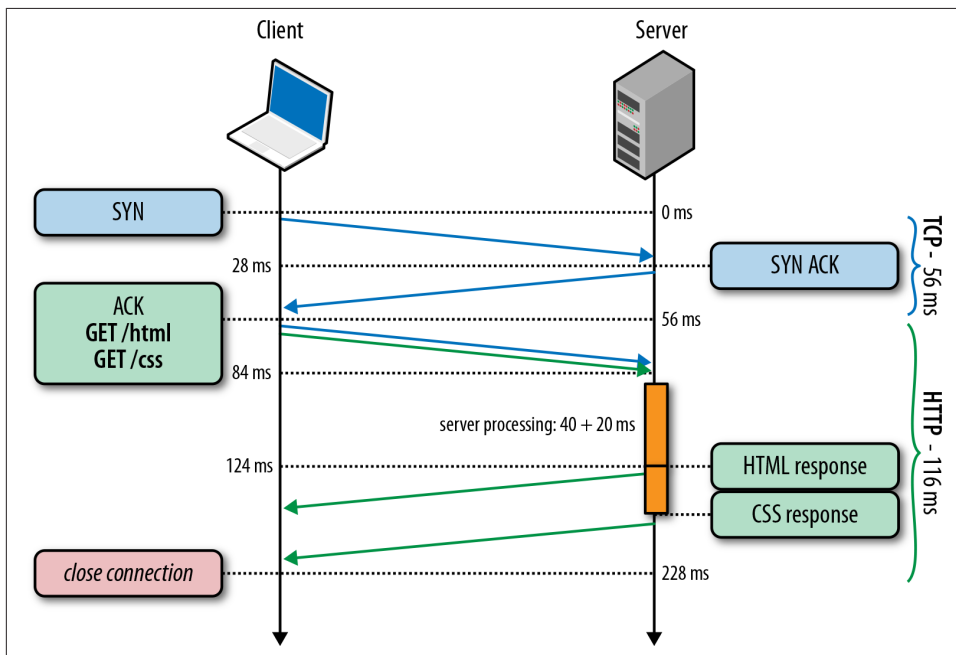 Client
Server
SYN
0 ms
28 ms
SYN ACK
TCP - 56 ms
ACK
GET /html
GET /css
56 ms
84 ms
server processing: 40 + 20 ms
HTTP - 116 ms
124 ms
HTML response
CSS response
close connection
228 ms